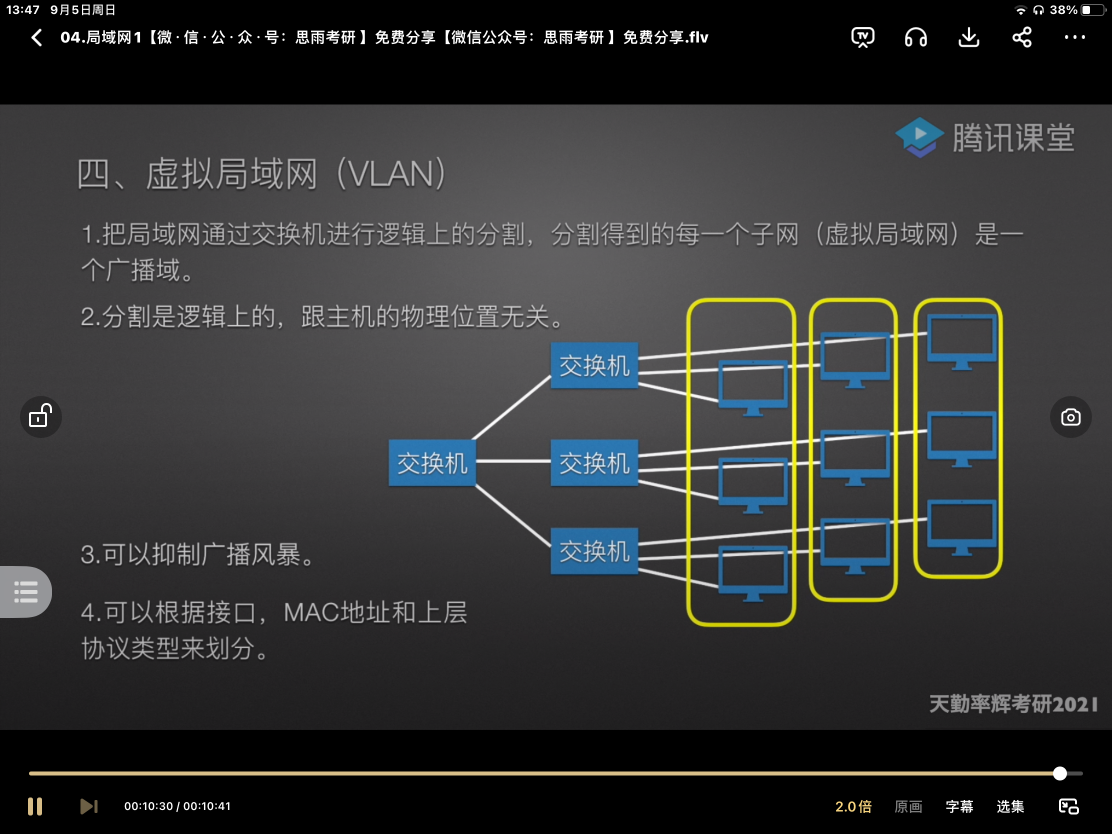 13:47 9月5日周日
38%
04.局域网1【微·信·公·众·号：思雨考研】免费分享【微信公众号：思雨考研】免费分享.flv
腾讯课堂
四、虚拟局域网（VLAN）
1.把局域网通过交换机进行逻辑上的分割，分割得到的每一个子网（虚拟局域网）是一
个广播域。
2.分割是逻辑上的，跟主机的物理位置无关。
交换机
交换机
交换机
交换机
3.可以抑制广播风暴。
4.可以根据接口，MAC地址和上层
协议类型来划分。
天勤率辉考研2021
00:10:30 / 00:10:41
2.0倍
原画
字幕
选集